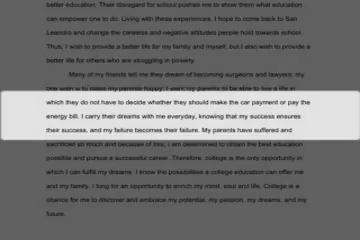 better education. Their disregard for school pushes me to show them what education
can empower one to do. Living with these experiences, I hope to come back to San
Leandro and change the careless and negative attitudes people hold towards school.
Thus, I wish to provide a better life for my family and myself, but I also wish to provide a
better life for others who are struggling in poverty.
Many of my friends tell me they dream of becoming surgeons and lawyers; my
one wish is to make my parents happy. I want my parents to be able to live a life in
which they do not have to decide whether they should make the car payment or pay the
energy bill. I carry their dreams with me everyday, knowing that my success ensures
their success, and my failure becomes their failure. My parents have suffered and
sacrificed so much and because of this, I am determined to obtain the best education
possible and pursue a successful career. Therefore, college is the only opportunity in
which I can fulfill my dreams. I know the possibilities a college education can offer me
and my family. I long for an opportunity to enrich my mind, soul and life. College is a
chance for me to discover and embrace my potential, my passion, my dreams, and my
future.